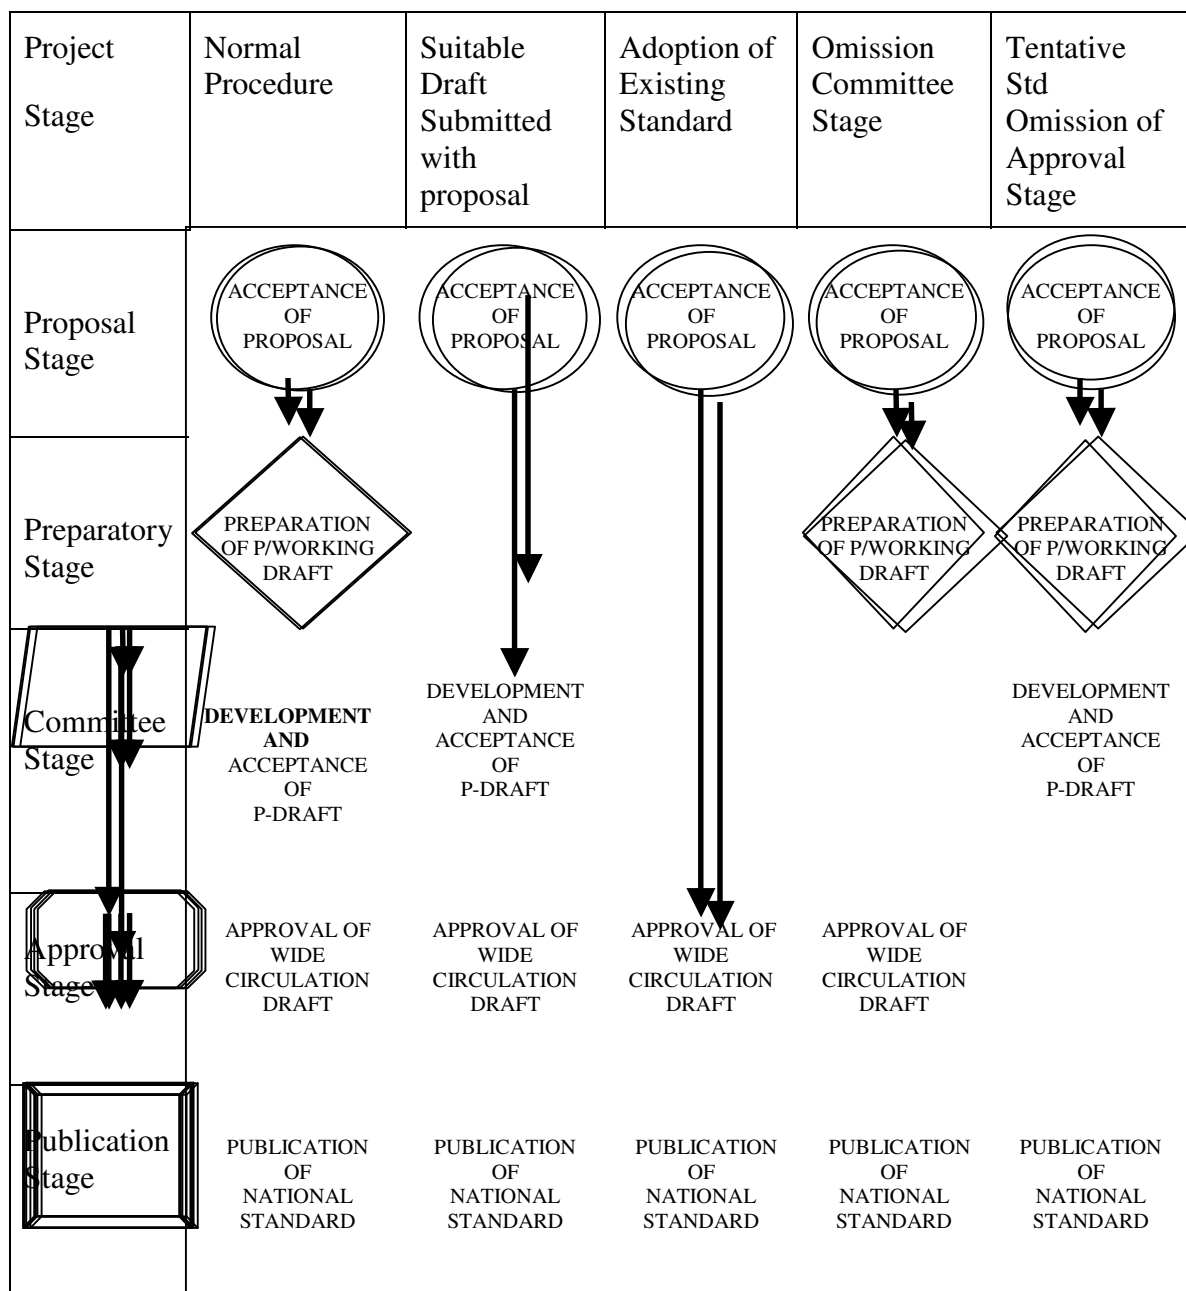 Project
Stage
Normal
Procedure
Suitable
Draft
Submitted
with
proposal
Adoption of
Existing
Standard
Omission
Committee
Stage
Tentative
Std
Omission of
Approval
Stage
Proposal
Stage
ACCEPTANCE
OF
PROPOSAL
ACCEPTANCE
OF
PROPOSAL
ACCEPTANCE
OF
PROPOSAL
ACCEPTANCE
OF
PROPOSAL
ACCEPTANCE
OF
PROPOSAL
Preparatory
Stage
PREPARATION
OF P/WORKING
DRAFT
PREPARATION
OF P/WORKING
DRAFT
PREPARATION
OF P/WORKING
DRAFT
Committee
Stage
DEVELOPMENT
AND
ACCEPTANCE
OF
P-DRAFT
DEVELOPMENT
AND
ACCEPTANCE
OF
P-DRAFT
DEVELOPMENT
AND
ACCEPTANCE
OF
P-DRAFT
Approval
Stage
APPROVAL OF
WIDE
CIRCULATION
DRAFT
APPROVAL OF
WIDE
CIRCULATION
DRAFT
APPROVAL OF
WIDE
CIRCULATION
DRAFT
APPROVAL OF
WIDE
CIRCULATION
DRAFT
Publication
Stage
PUBLICATION
OF
NATIONAL
STANDARD
PUBLICATION
OF
NATIONAL
STANDARD
PUBLICATION
OF
NATIONAL
STANDARD
PUBLICATION
OF
NATIONAL
STANDARD
PUBLICATION
OF
NATIONAL
STANDARD